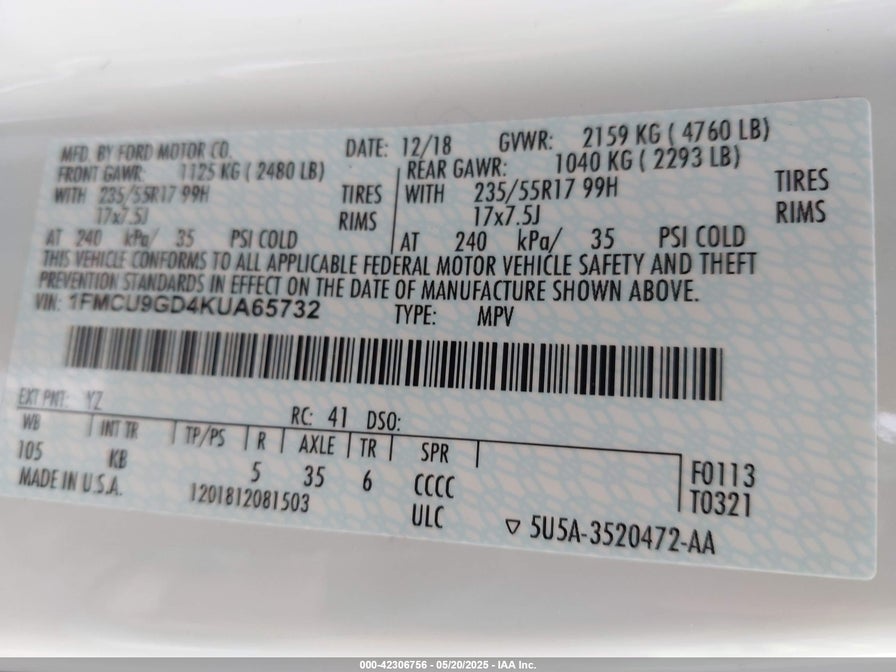 MFD. BY FORD MOTOR CO. DATE: 12/18 GVWR: 2159 KG ( 4760 LB)
FRONT GAWR: 1125 KG ( 2480 LB) REAR GAWR: 1040 KG ( 2293 LB)
WITH 235/55R17 99H TIRES WITH 235/55R17 99H TIRES
17x7.5J RIMS 17x7.5J RIMS
AT 240 kPa/ 35 PSI COLD AT 240 kPa/ 35 PSI COLD
THIS VEHICLE CONFORMS TO ALL APPLICABLE FEDERAL MOTOR VEHICLE SAFETY AND THEFT
PREVENTION STANDARDS IN EFFECT ON THE DATE OF MANUFACTURE SHOWN ABOVE.
VIN: 1FMCU9GD4KUA65732 TYPE: MPV
EXT PNT: YZ RC: 41 DSO:
WB INT TR TP/PS R AXLE TR SPR
105 KB 5 35 6 CCCC F0113
MADE IN U.S.A. 1201812081503 ULC T0321
▽ 5U5A-3520472-AA
000-42306756 - 05/20/2025 - IAA Inc.